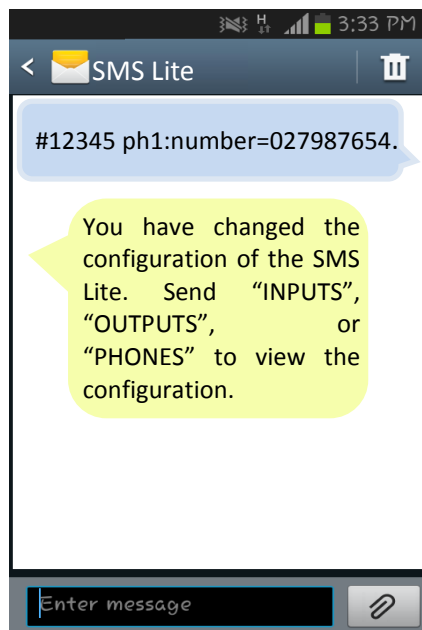 H 3:33 PM
< SMS Lite
#12345 ph1:number=027987654.
You have changed the
configuration of the SMS
Lite. Send “INPUTS”,
“OUTPUTS”, or
“PHONES” to view the
configuration.
Enter message